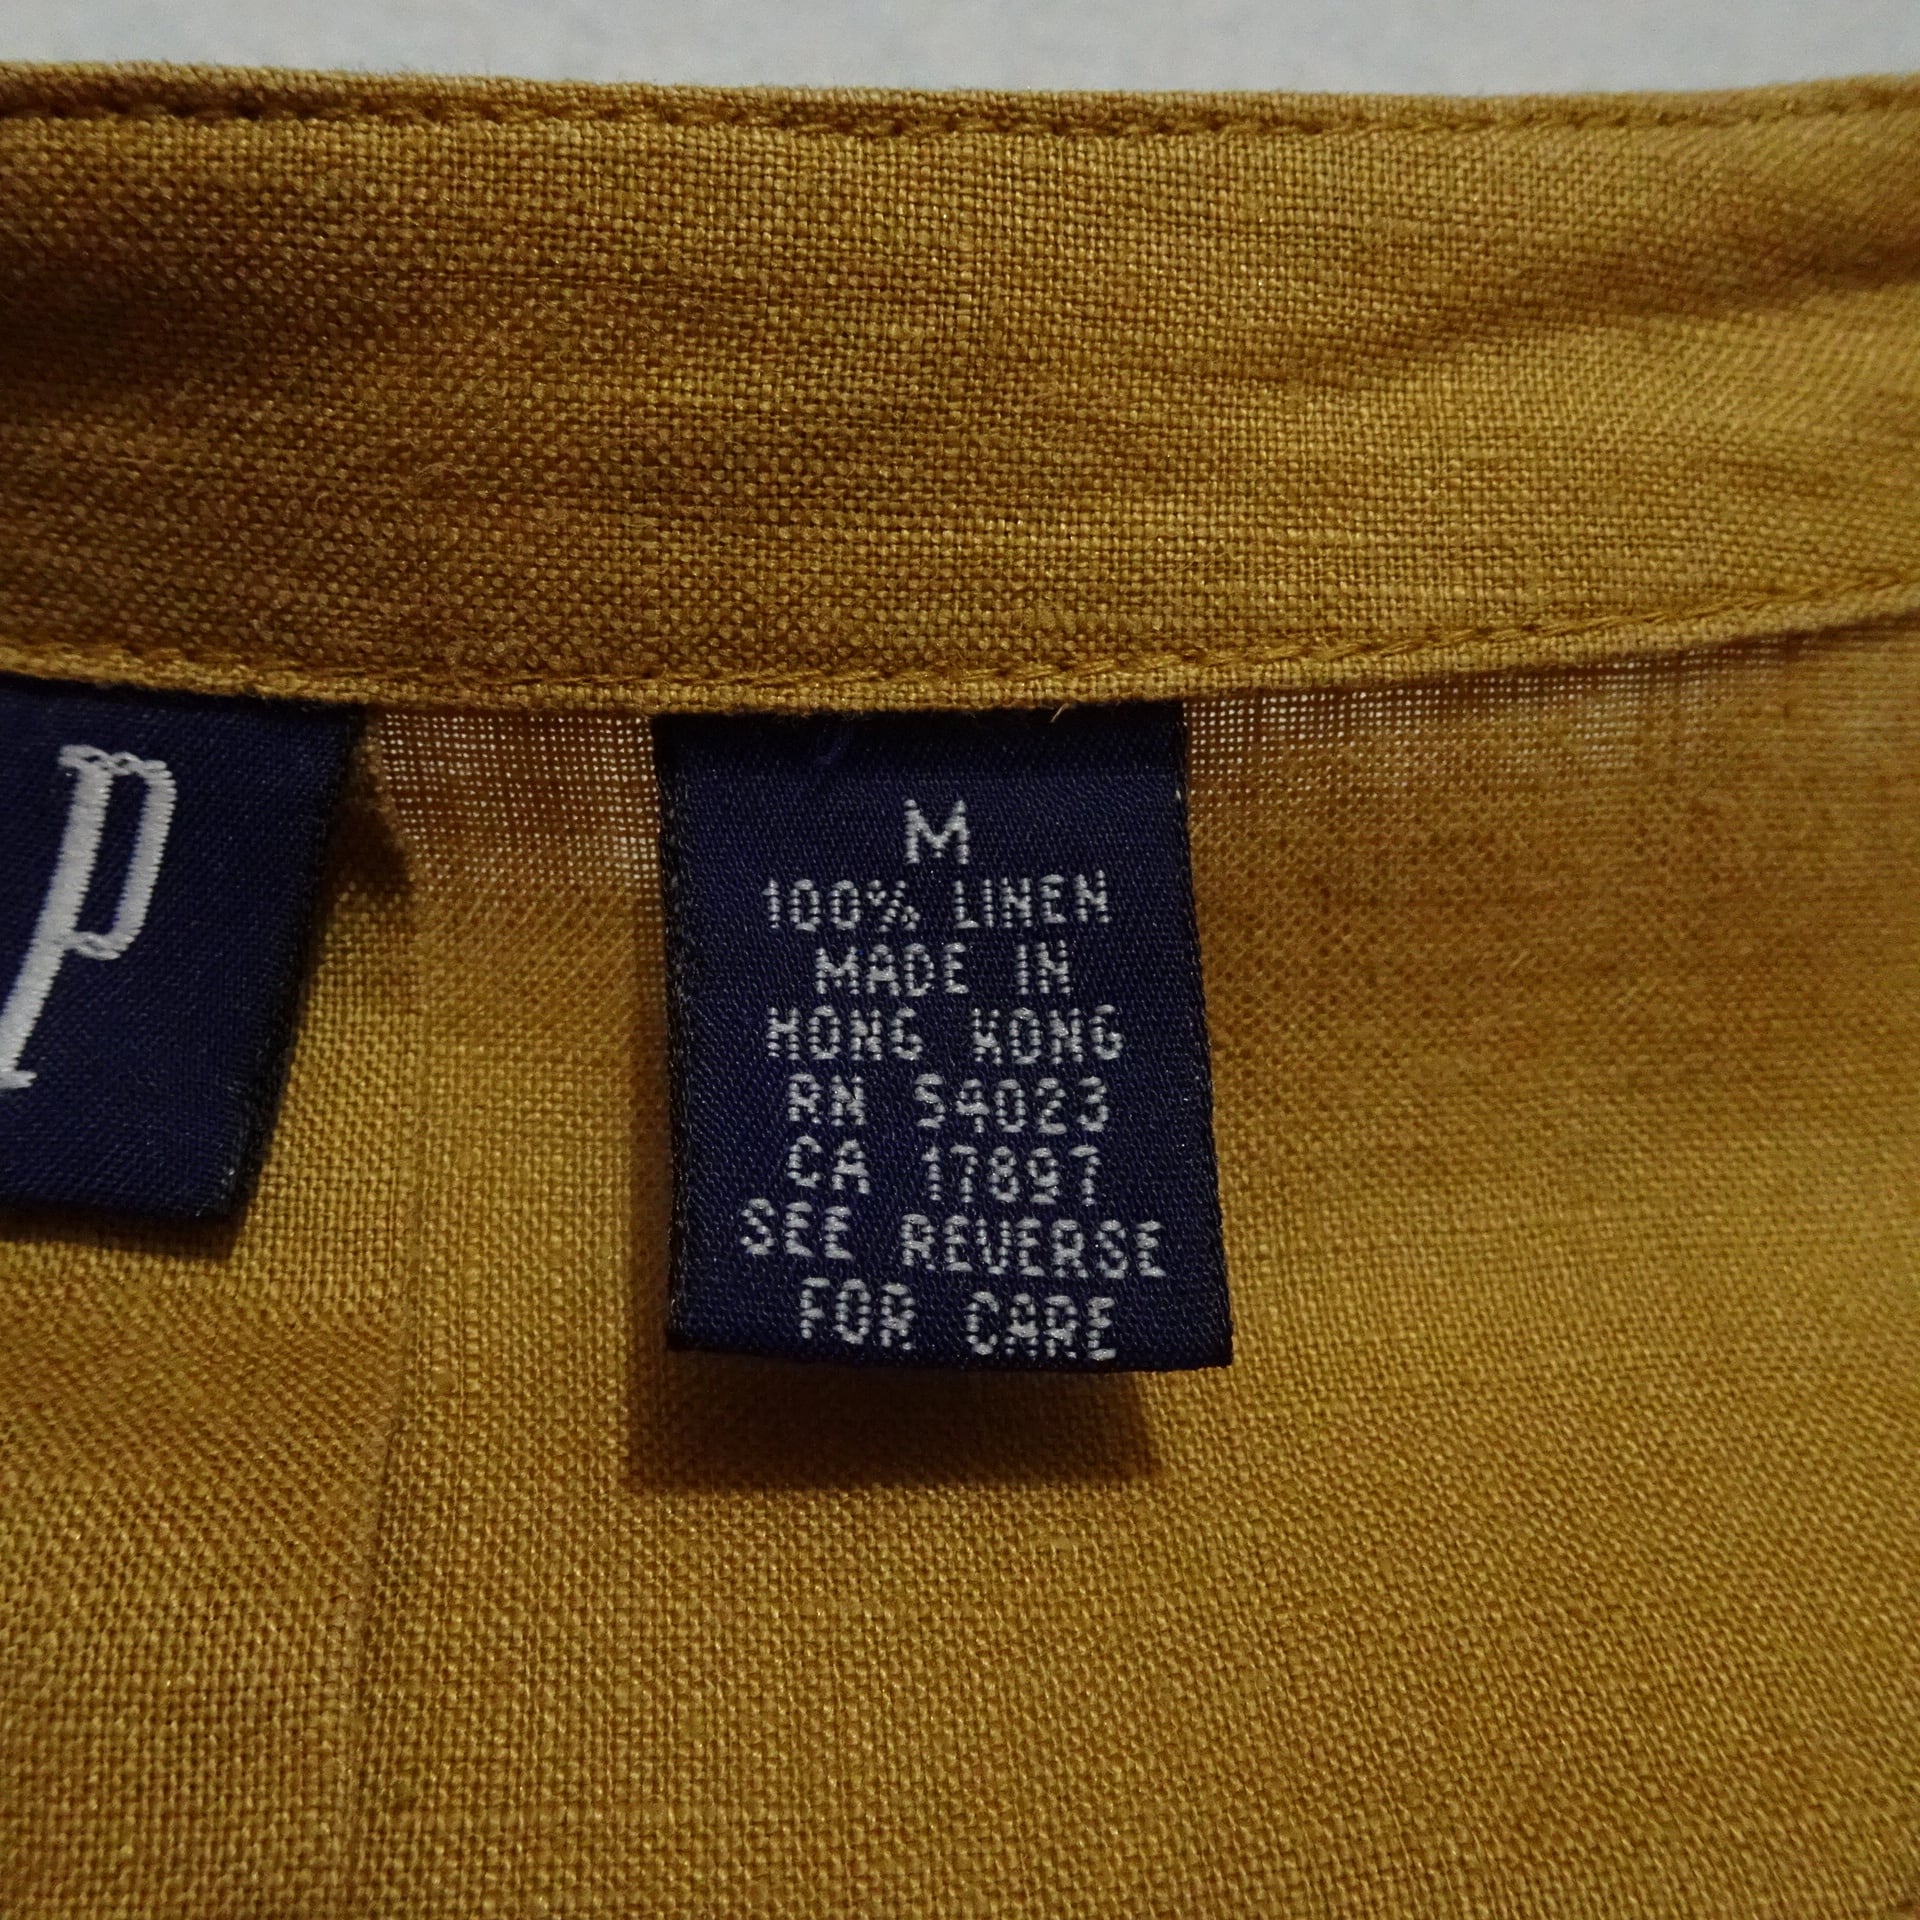 P
M
100% LINEN
MADE IN
HONG KONG
RN 54023
CA 17897
SEE REVERSE
FOR CARE